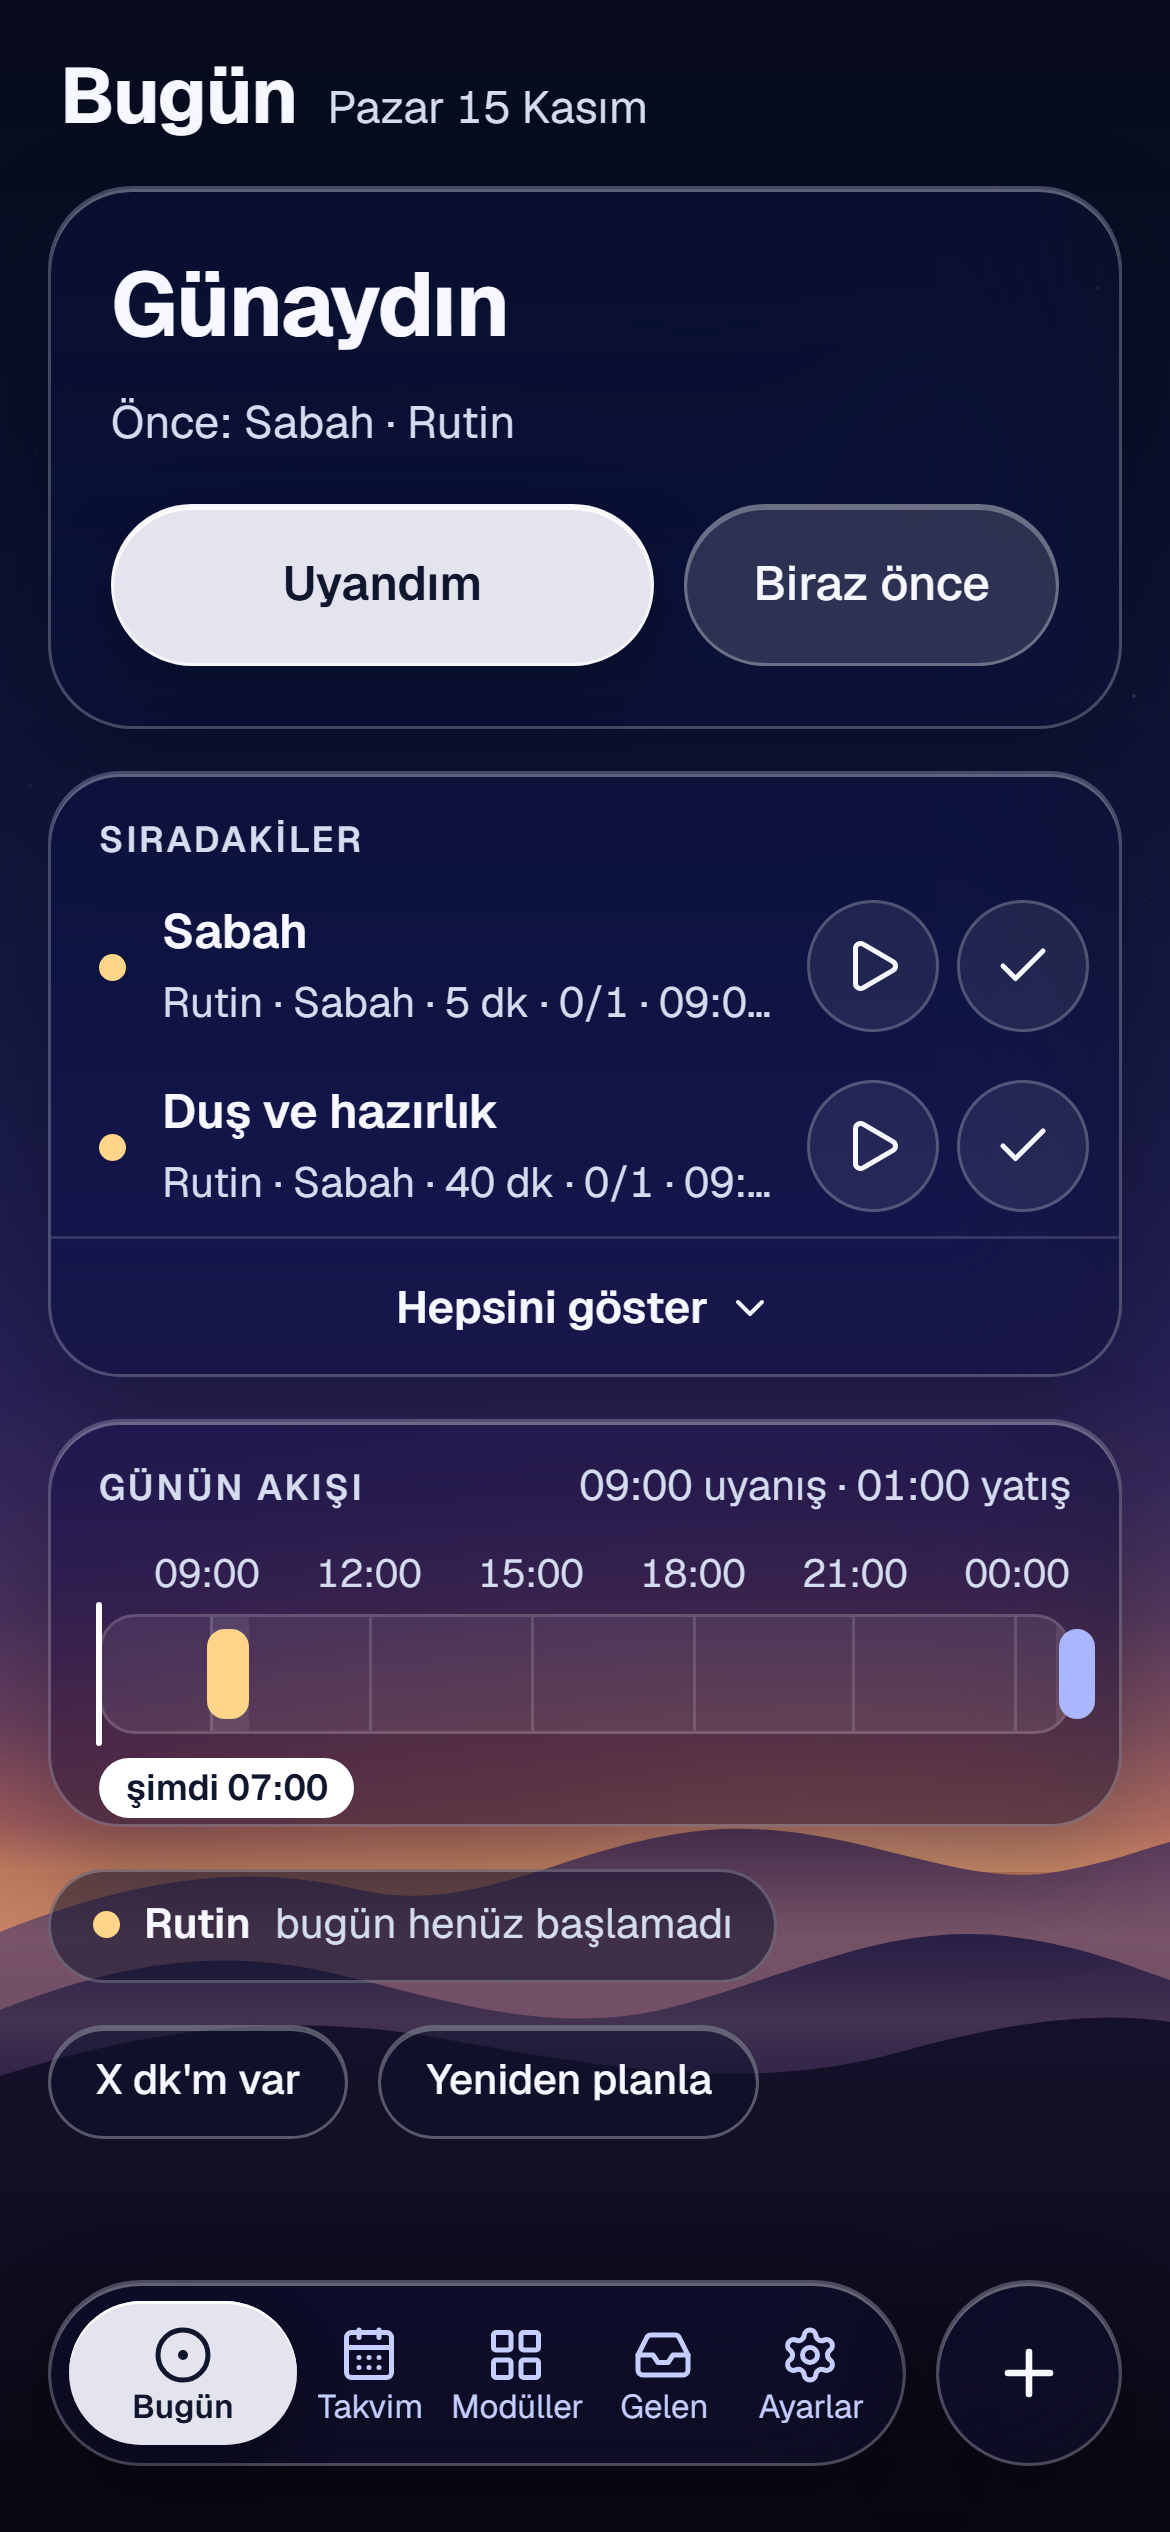 Bugün Pazar 15 Kasım
Günaydın
Önce: Sabah · Rutin
Uyandım Biraz önce
SIRADAKİLER
Sabah
Rutin · Sabah · 5 dk · 0/1 · 09:0...
Duş ve hazırlık
Rutin · Sabah · 40 dk · 0/1 · 09:...
Hepsini göster
GÜNÜN AKIŞI 09:00 uyanış · 01:00 yatış
09:00 12:00 15:00 18:00 21:00 00:00
şimdi 07:00
Rutin bugün henüz başlamadı
X dk'm var Yeniden planla
Bugün Takvim Modüller Gelen Ayarlar